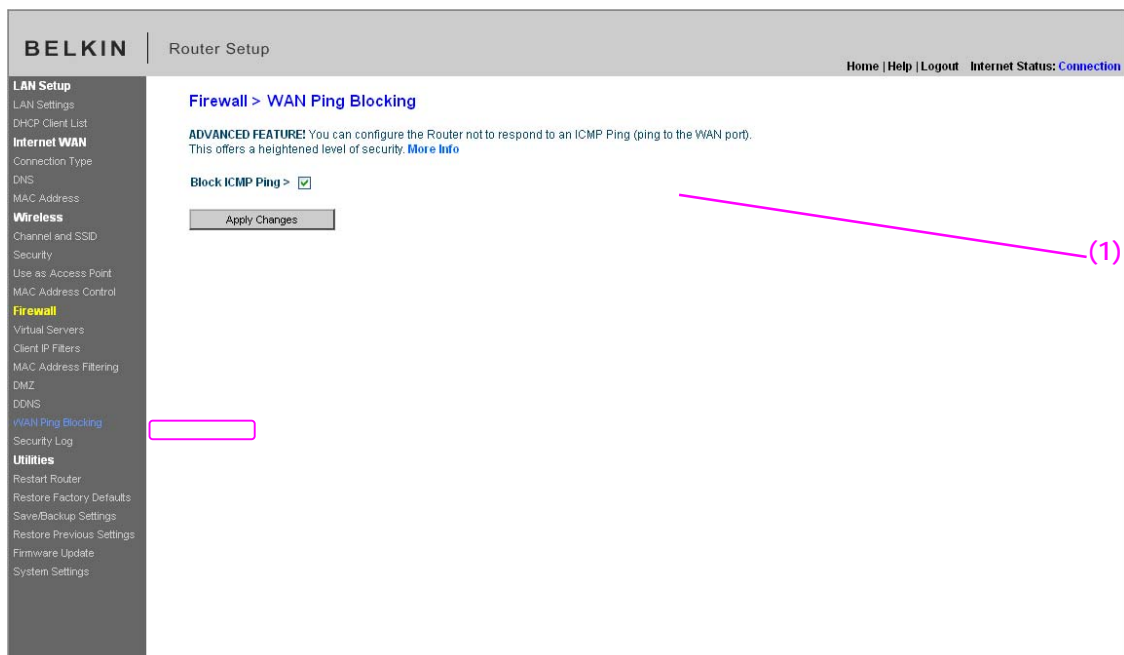 BELKIN
Router Setup
Home | Help | Logout Internet Status: Connection
LAN Setup
LAN Settings
DHCP Client List
Internet WAN
Connection Type
DNS
MAC Address
Wireless
Channel and SSID
Security
Use as Access Point
MAC Address Control
Firewall
Virtual Servers
Client IP Filters
MAC Address Filtering
DMZ
DDNS
WAN Ping Blocking
Security Log
Utilities
Restart Router
Restore Factory Defaults
Save/Backup Settings
Restore Previous Settings
Firmware Update
System Settings
Firewall > WAN Ping Blocking
ADVANCED FEATURE! You can configure the Router not to respond to an ICMP Ping (ping to the WAN port).
This offers a heightened level of security. More Info
Block ICMP Ping >
Apply Changes
(1)